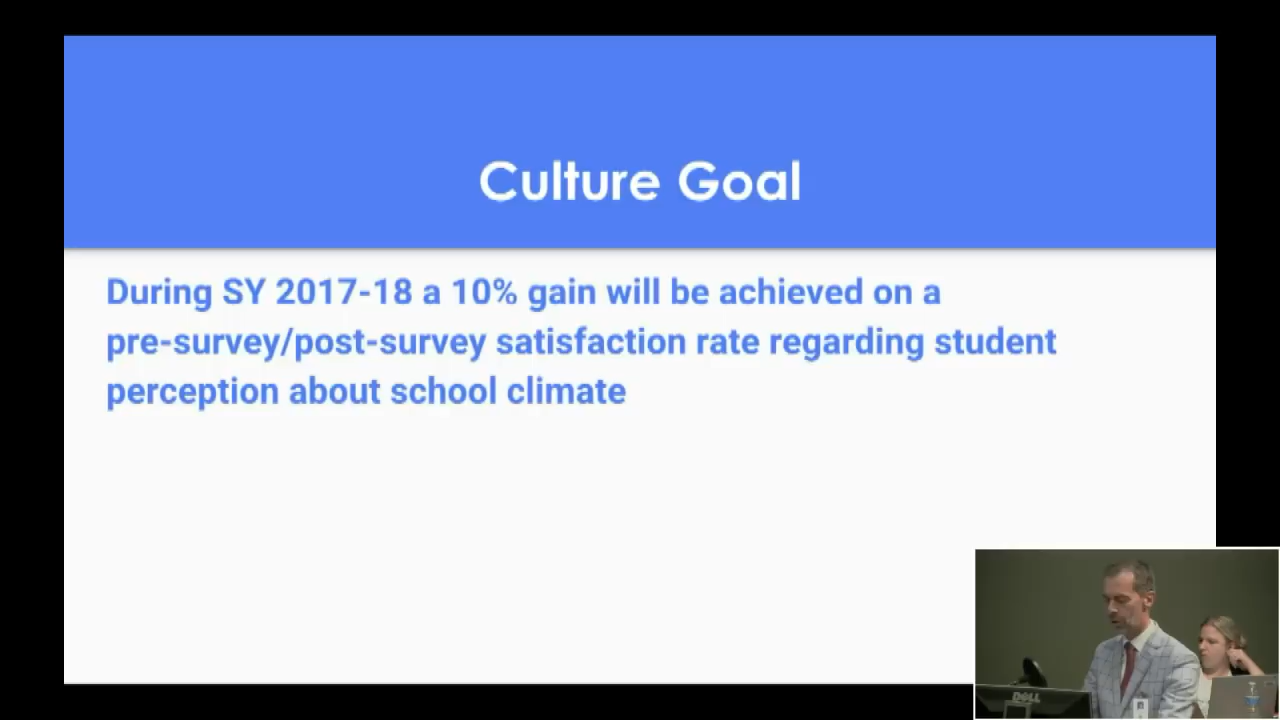 Culture Goal
During SY 2017-18 a 10% gain will be achieved on a
pre-survey/post-survey satisfaction rate regarding student
perception about school climate
DELL